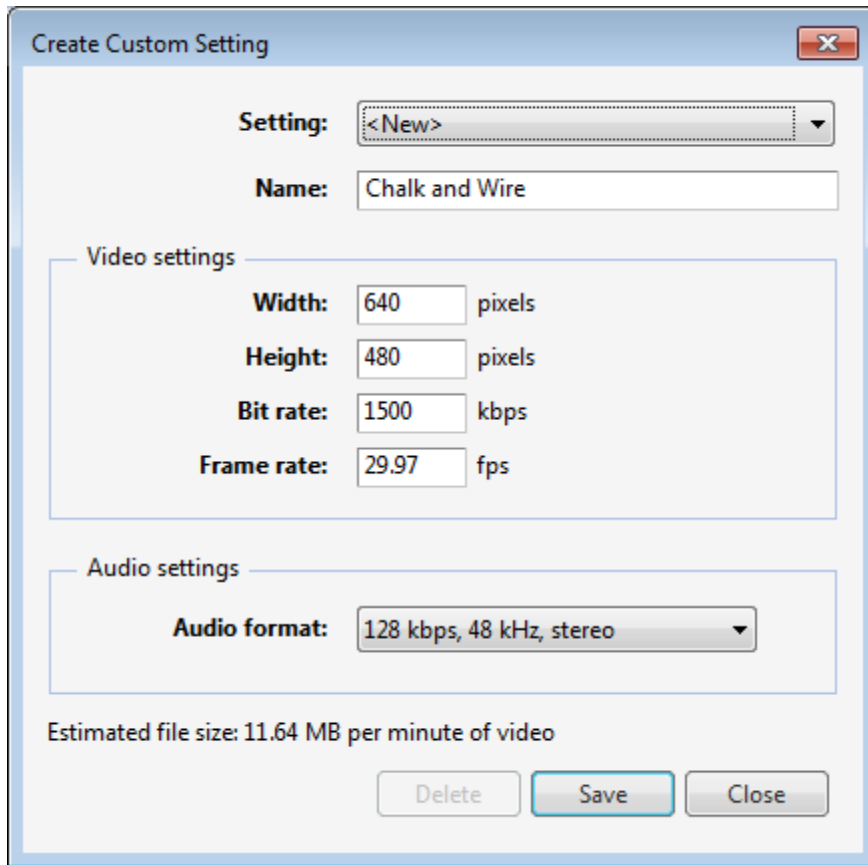 Create Custom Setting
Setting: <New>
Name: Chalk and Wire
Video settings
Width: 640 pixels
Height: 480 pixels
Bit rate: 1500 kbps
Frame rate: 29.97 fps
Audio settings
Audio format: 128 kbps, 48 kHz, stereo
Estimated file size: 11.64 MB per minute of video
Delete Save Close